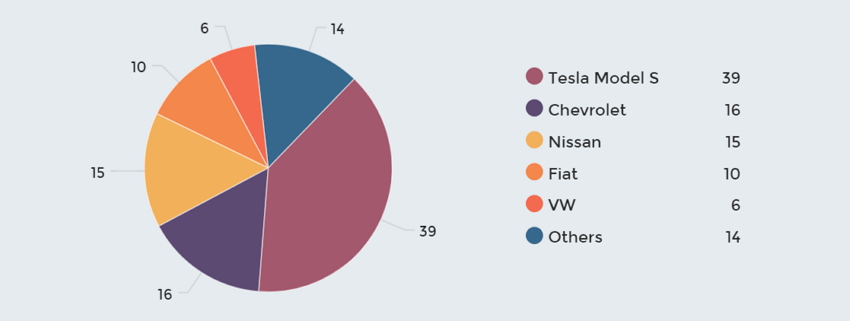 6
14
10
15
39
16
Tesla Model S 39
Chevrolet 16
Nissan 15
Fiat 10
VW 6
Others 14